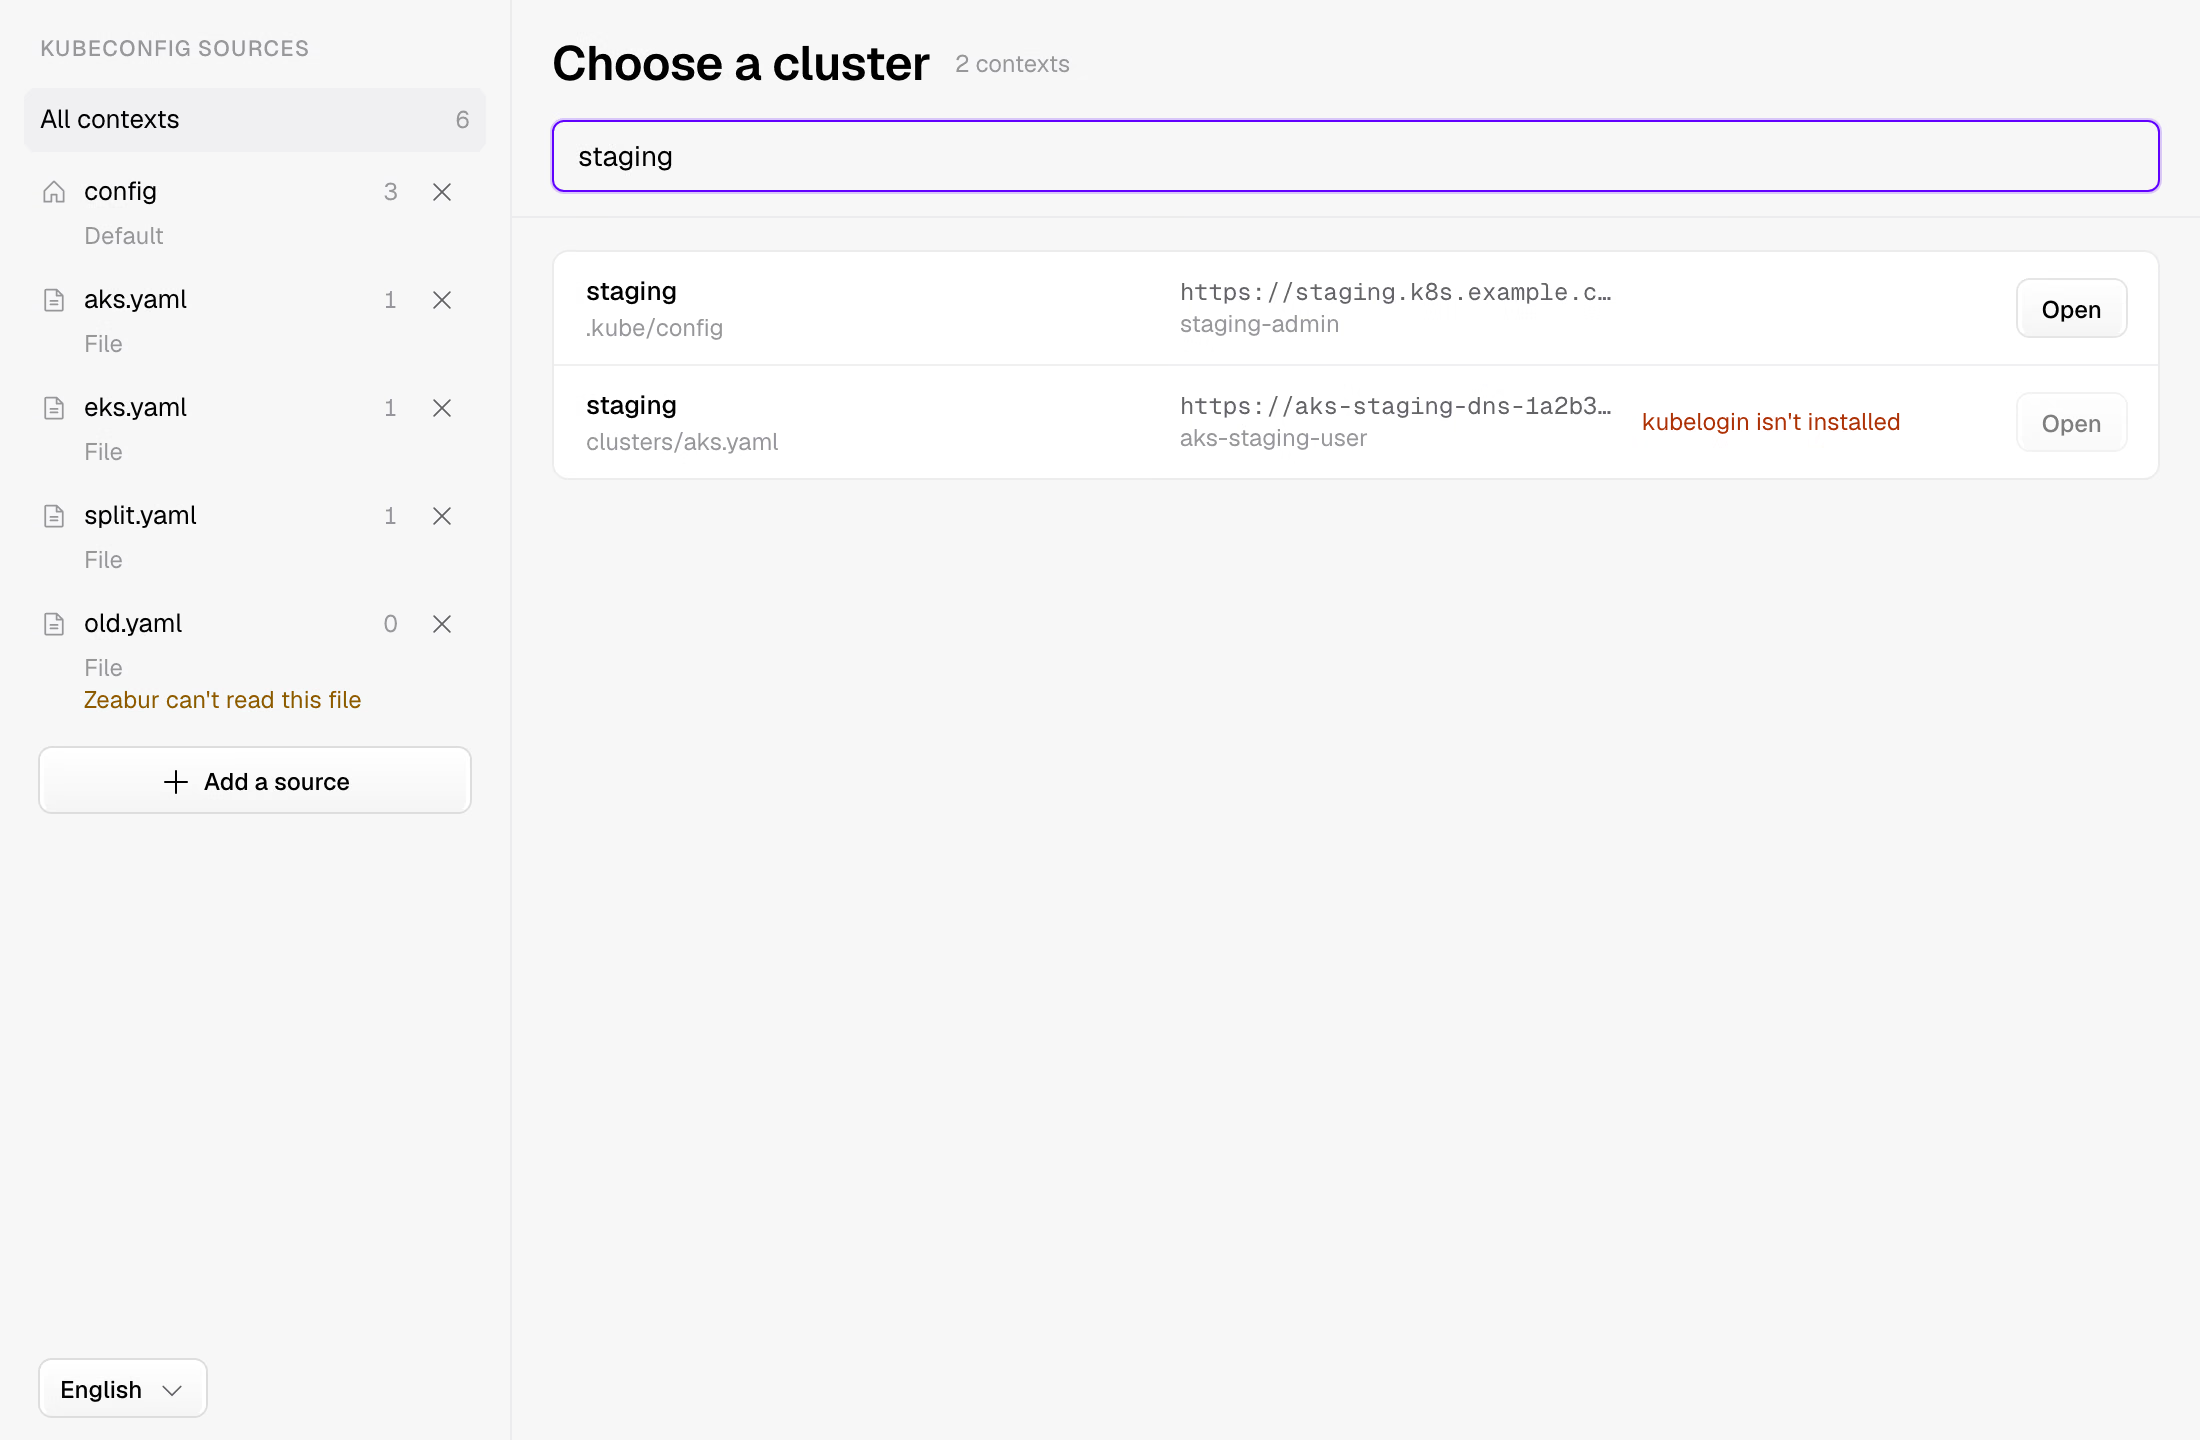 KUBECONFIG SOURCES
All contexts 6
config 3
Default
aks.yaml 1
File
eks.yaml 1
File
split.yaml 1
File
old.yaml 0
File
Zeabur can't read this file
Add a source
English
Choose a cluster 2 contexts
staging
staging
.kube/config
https://staging.k8s.example.c…
staging-admin
Open
staging
clusters/aks.yaml
https://aks-staging-dns-1a2b3…
aks-staging-user
kubelogin isn't installed
Open